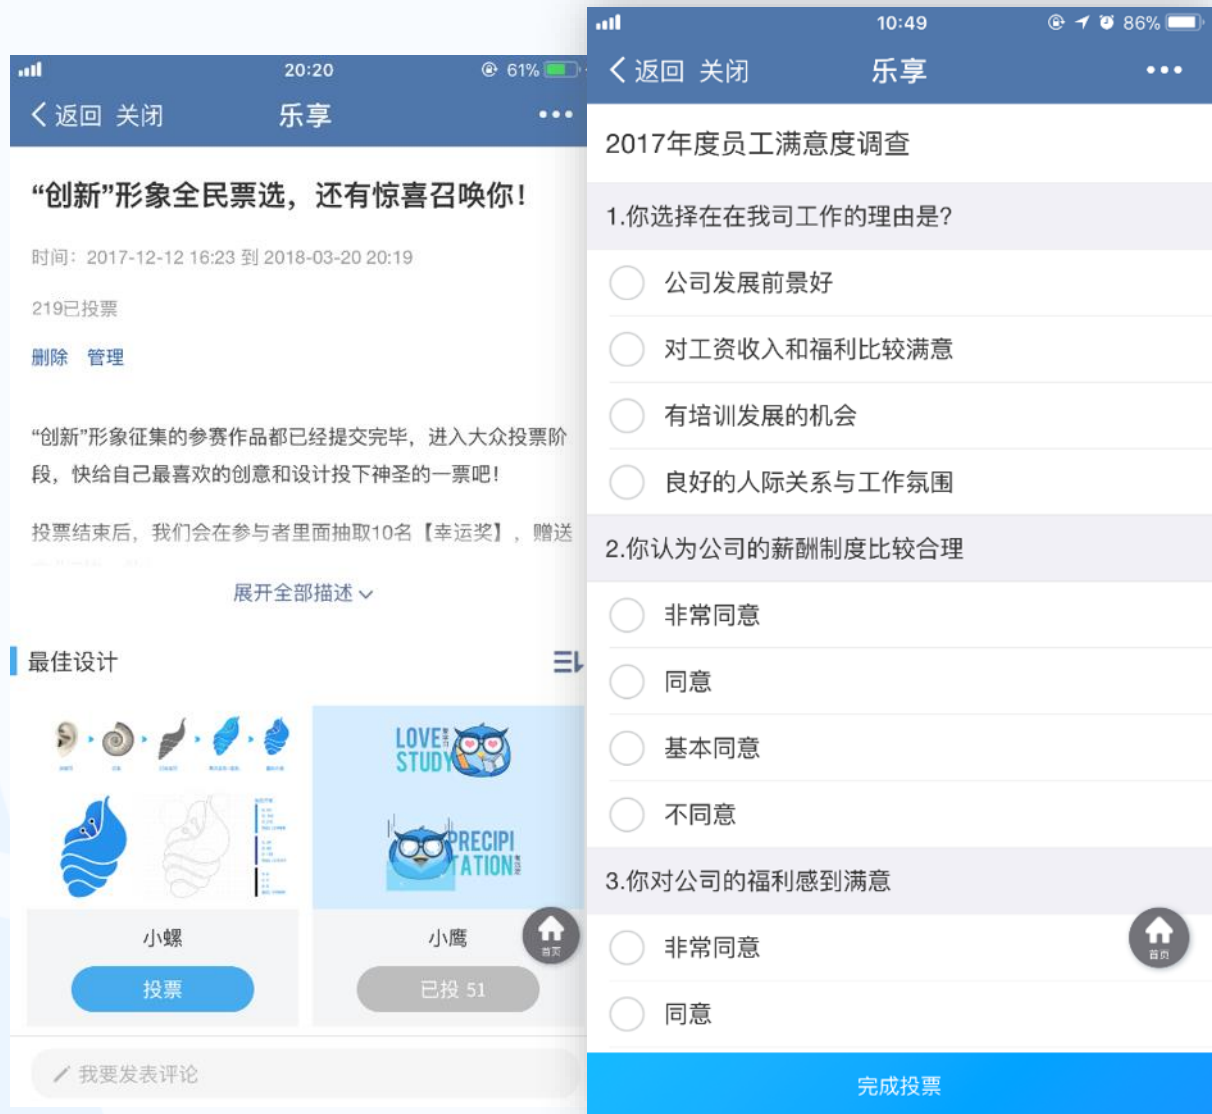 20:20
61%
返回 关闭
乐享
“创新”形象全民票选，还有惊喜召唤你！
时间：2017-12-12 16:23 到 2018-03-20 20:19
219已投票
删除 管理
“创新”形象征集的参赛作品都已经提交完毕，进入大众投票阶
段，快给自己最喜欢的创意和设计投下神圣的一票吧！
投票结束后，我们会在参与者里面抽取10名【幸运奖】，赠送
展开全部描述
最佳设计
LOVE
STUDY
PRECIPI
TATION
小螺
小鹰
首页
投票
已投 51
我要发表评论
10:49
86%
返回 关闭
乐享
2017年度员工满意度调查
1.你选择在在我司工作的理由是？
公司发展前景好
对工资收入和福利比较满意
有培训发展的机会
良好的人际关系与工作氛围
2.你认为公司的薪酬制度比较合理
非常同意
同意
基本同意
不同意
3.你对公司的福利感到满意
非常同意
首页
同意
完成投票